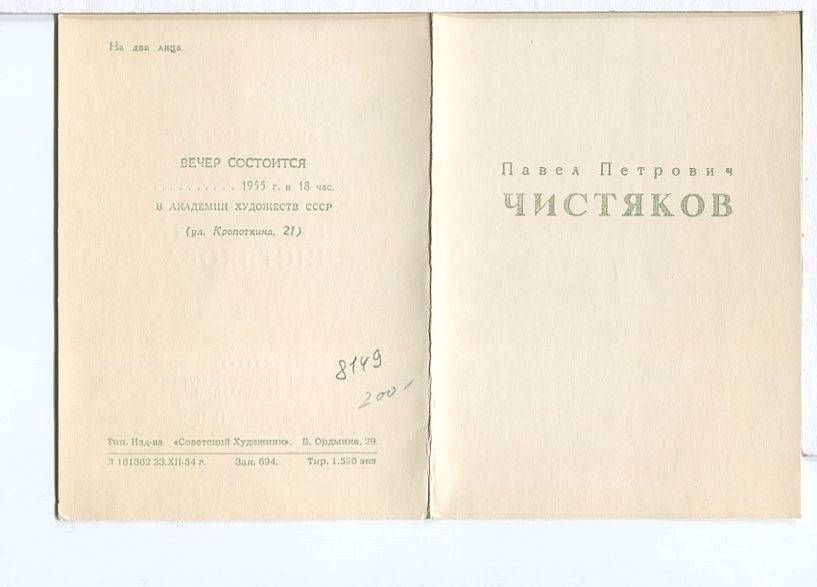 На два лица
ВЕЧЕР СОСТОИТСЯ
. . . . . . . . . . 1955 г. в 18 час.
В АКАДЕМИИ ХУДОЖЕСТВ СССР
(ул. Кропоткина, 21)
8149
200-
Тип. Изд-ва «Советский Художник». В. Ордынка, 29.
Л 161362 23.XII-54 г. Зак. 694. Тир. 1.500 экз
Павел Петрович
ЧИСТЯКОВ